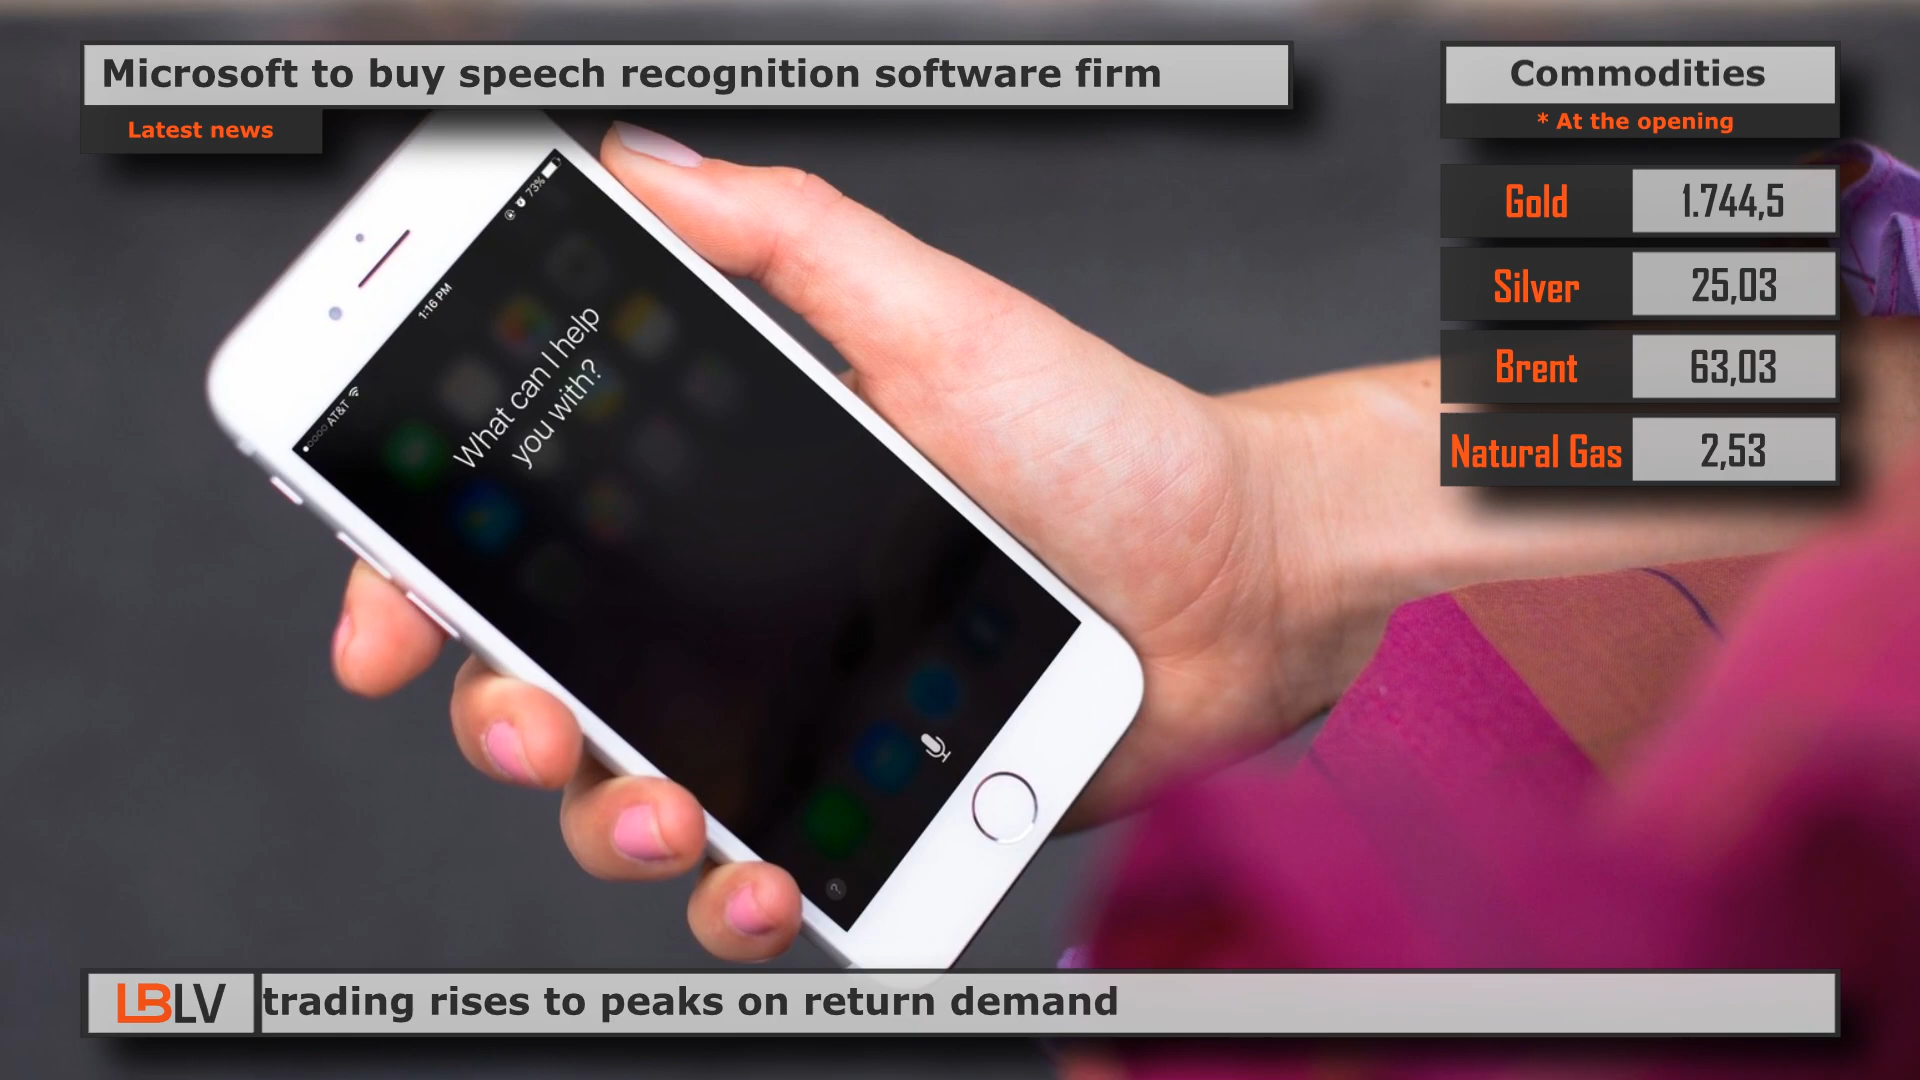 Microsoft to buy speech recognition software firm
Latest news
Commodities
* At the opening
Gold 1.744,5
Silver 25,03
Brent 63,03
Natural Gas 2,53
73%
1:16 PM
AT&T
What can I help
you with?
?
LBLV trading rises to peaks on return demand